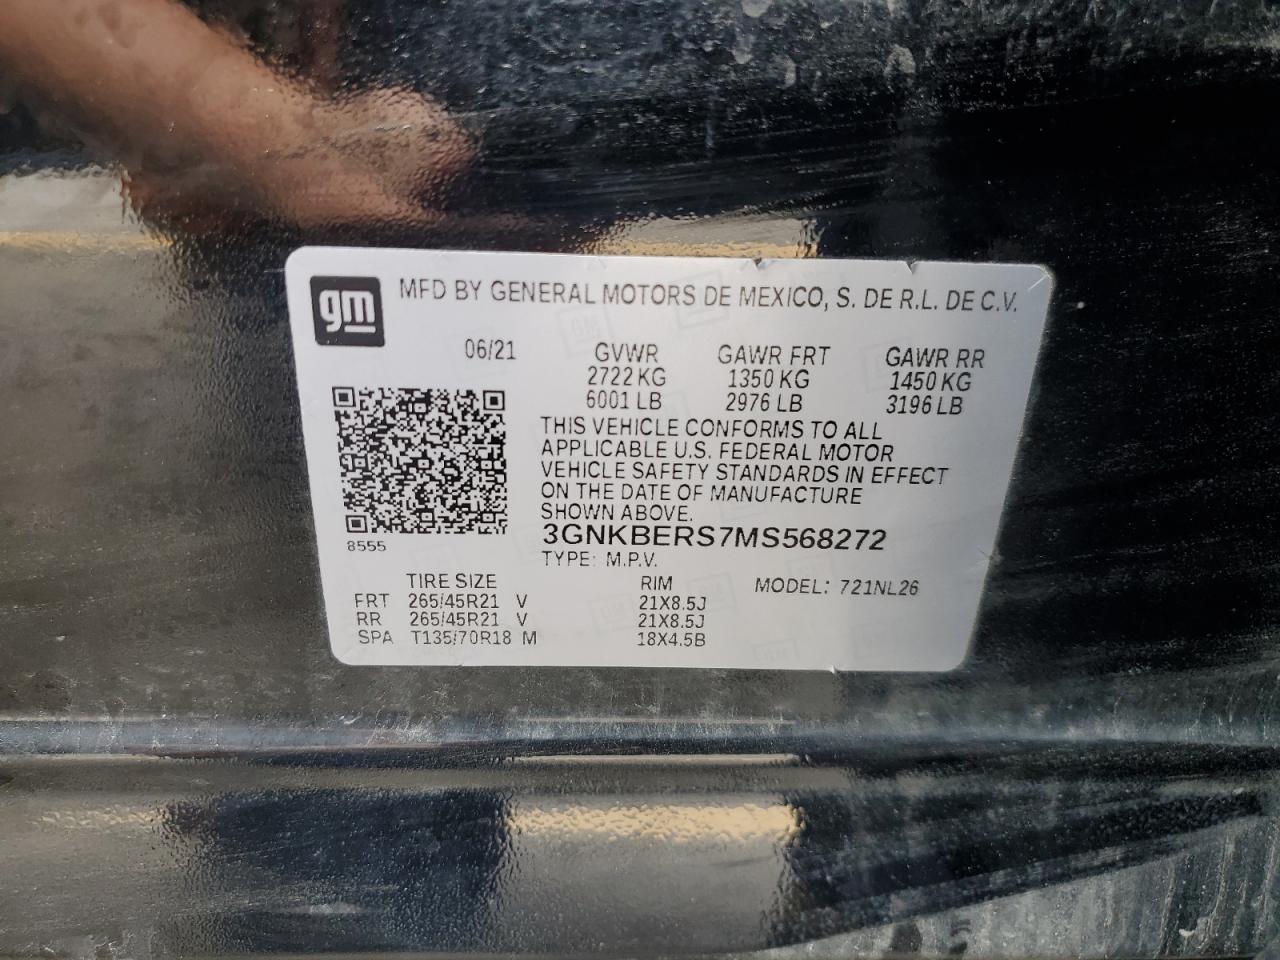 gm
MFD BY GENERAL MOTORS DE MEXICO, S. DE R.L. DE C.V.
06/21 GVWR GAWR FRT GAWR RR
2722 KG 1350 KG 1450 KG
6001 LB 2976 LB 3196 LB
THIS VEHICLE CONFORMS TO ALL
APPLICABLE U.S. FEDERAL MOTOR
VEHICLE SAFETY STANDARDS IN EFFECT
ON THE DATE OF MANUFACTURE
SHOWN ABOVE.
3GNKBERS7MS568272
8555
TYPE: M.P.V.
TIRE SIZE RIM MODEL: 721NL26
FRT 265/45R21 V 21X8.5J
RR 265/45R21 V 21X8.5J
SPA T135/70R18 M 18X4.5B